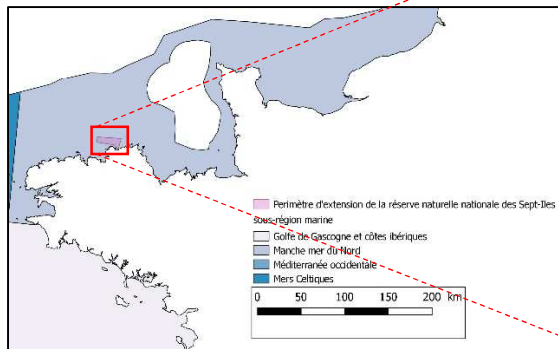 Perimètre d'extension de la réserve naturelle nationale des Sept-Iles
sous-région marine
Golfe de Gascogne et côtes ibériques
Manche mer du Nord
Méditerranée occidentale
Mers Celtiques
0 50 100 150 200 km